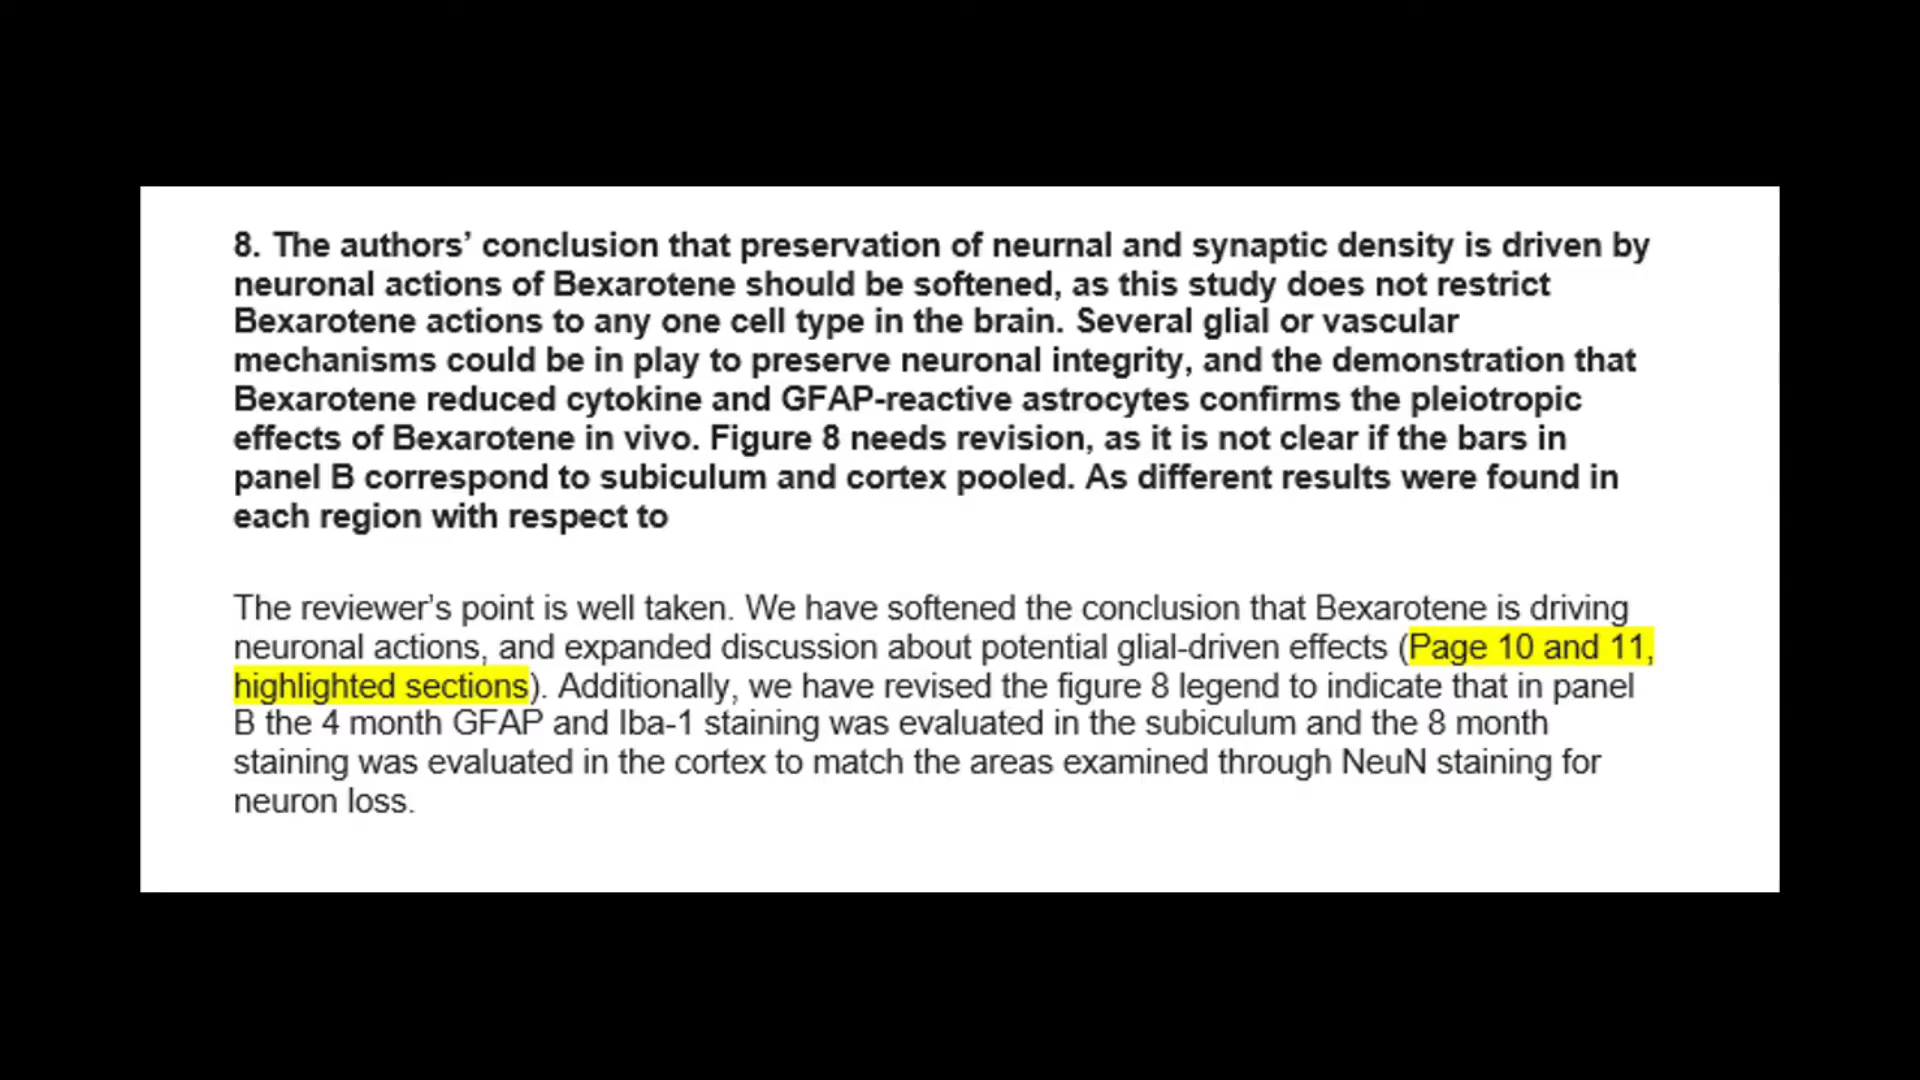 8. The authors’ conclusion that preservation of neurnal and synaptic density is driven by
neuronal actions of Bexarotene should be softened, as this study does not restrict
Bexarotene actions to any one cell type in the brain. Several glial or vascular
mechanisms could be in play to preserve neuronal integrity, and the demonstration that
Bexarotene reduced cytokine and GFAP-reactive astrocytes confirms the pleiotropic
effects of Bexarotene in vivo. Figure 8 needs revision, as it is not clear if the bars in
panel B correspond to subiculum and cortex pooled. As different results were found in
each region with respect to
The reviewer’s point is well taken. We have softened the conclusion that Bexarotene is driving
neuronal actions, and expanded discussion about potential glial-driven effects (Page 10 and 11,
highlighted sections). Additionally, we have revised the figure 8 legend to indicate that in panel
B the 4 month GFAP and Iba-1 staining was evaluated in the subiculum and the 8 month
staining was evaluated in the cortex to match the areas examined through NeuN staining for
neuron loss.